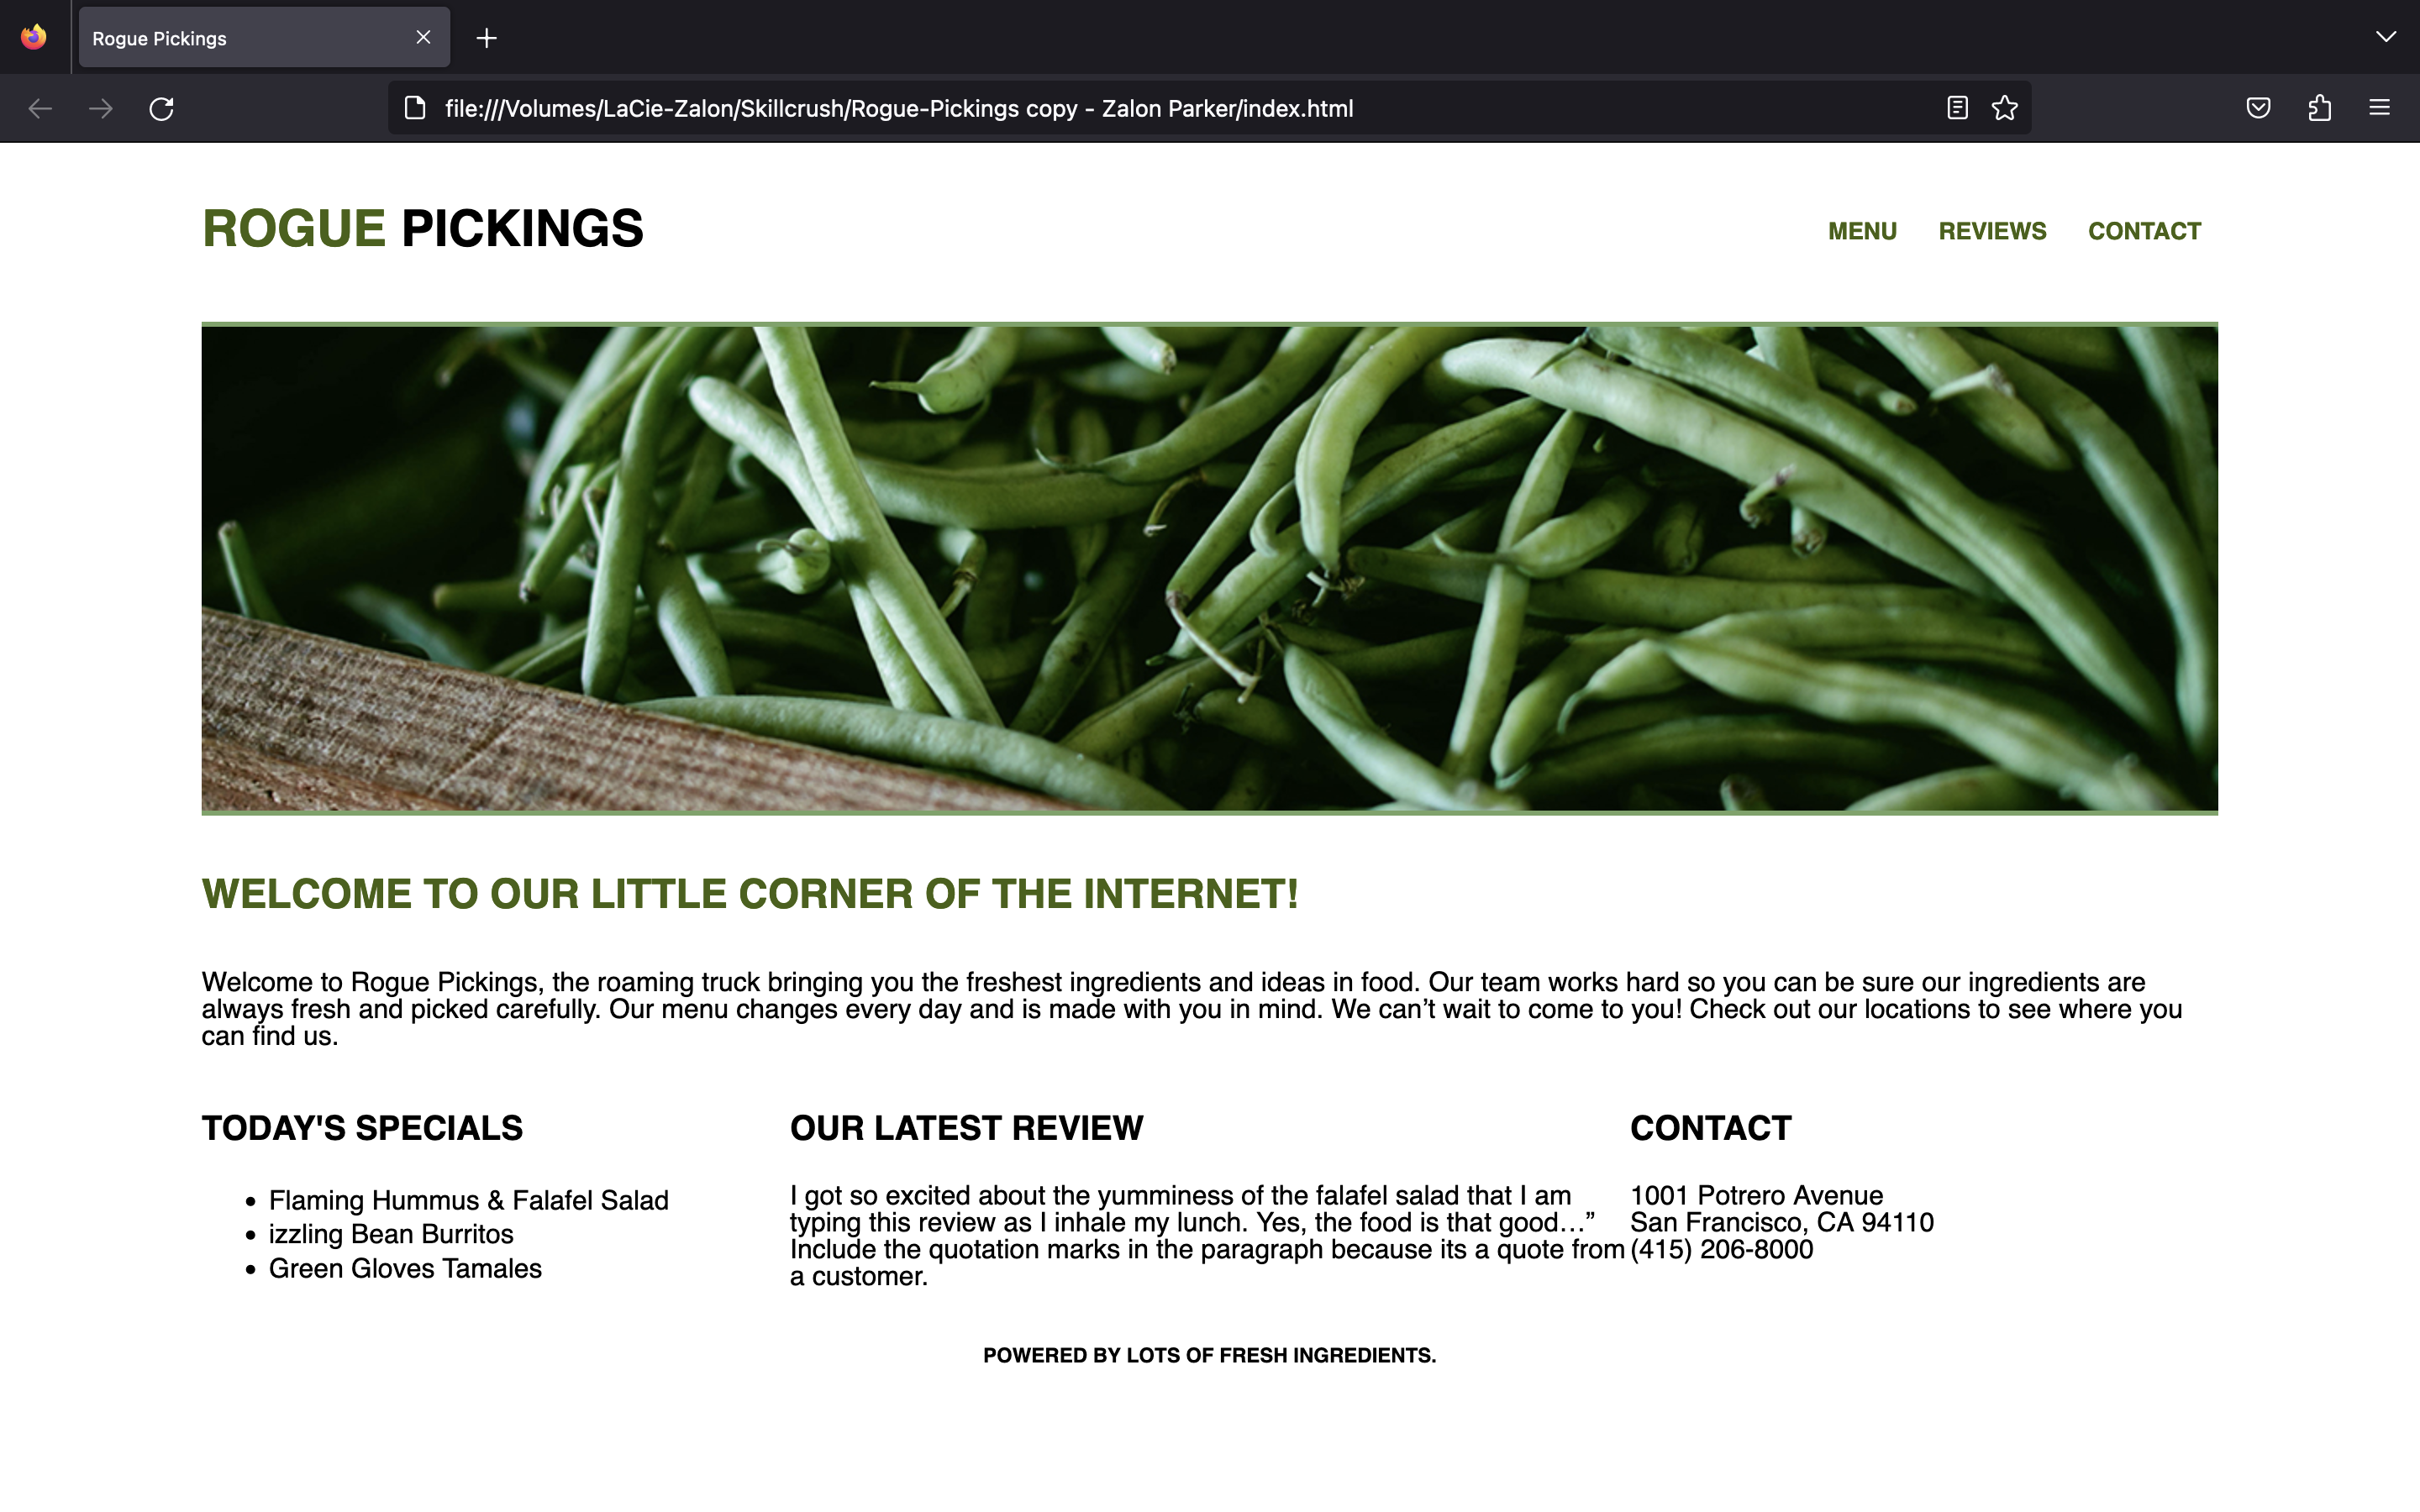 Rogue Pickings
file:///Volumes/LaCie-Zalon/Skillcrush/Rogue-Pickings copy - Zalon Parker/index.html
ROGUE PICKINGS
MENU REVIEWS CONTACT
WELCOME TO OUR LITTLE CORNER OF THE INTERNET!
Welcome to Rogue Pickings, the roaming truck bringing you the freshest ingredients and ideas in food. Our team works hard so you can be sure our ingredients are
always fresh and picked carefully. Our menu changes every day and is made with you in mind. We can’t wait to come to you! Check out our locations to see where you
can find us.
TODAY'S SPECIALS
Flaming Hummus & Falafel Salad
izzling Bean Burritos
Green Gloves Tamales
OUR LATEST REVIEW
I got so excited about the yumminess of the falafel salad that I am
typing this review as I inhale my lunch. Yes, the food is that good…”
Include the quotation marks in the paragraph because its a quote from
a customer.
CONTACT
1001 Potrero Avenue
San Francisco, CA 94110
(415) 206-8000
POWERED BY LOTS OF FRESH INGREDIENTS.